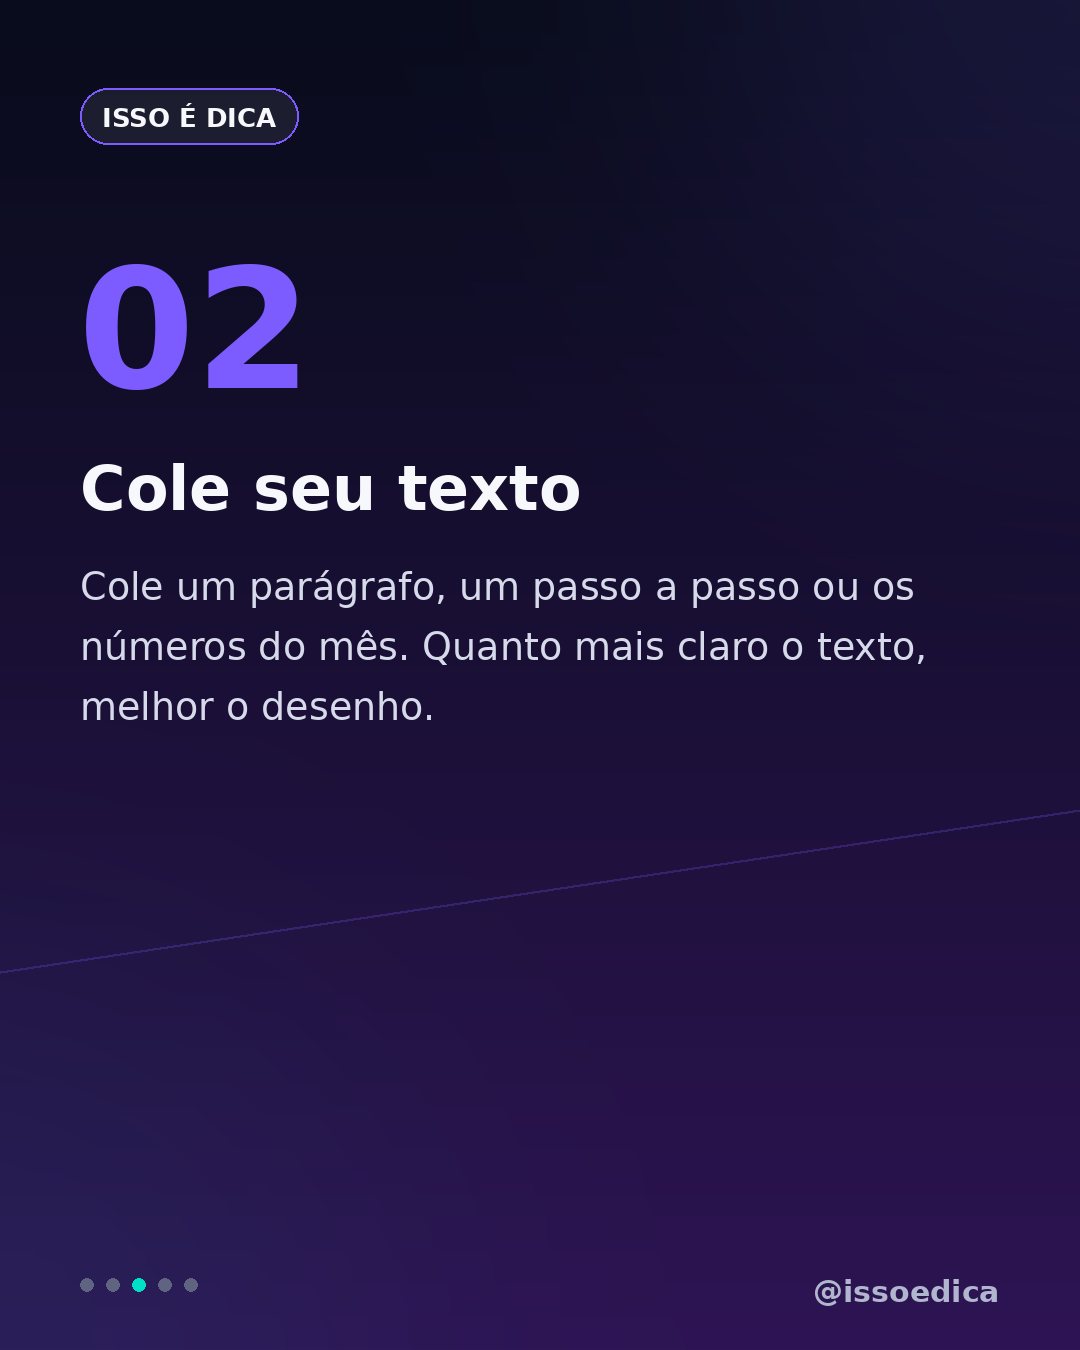 ISSO É DICA
02
Cole seu texto
Cole um parágrafo, um passo a passo ou os
números do mês. Quanto mais claro o texto,
melhor o desenho.
@issoedica